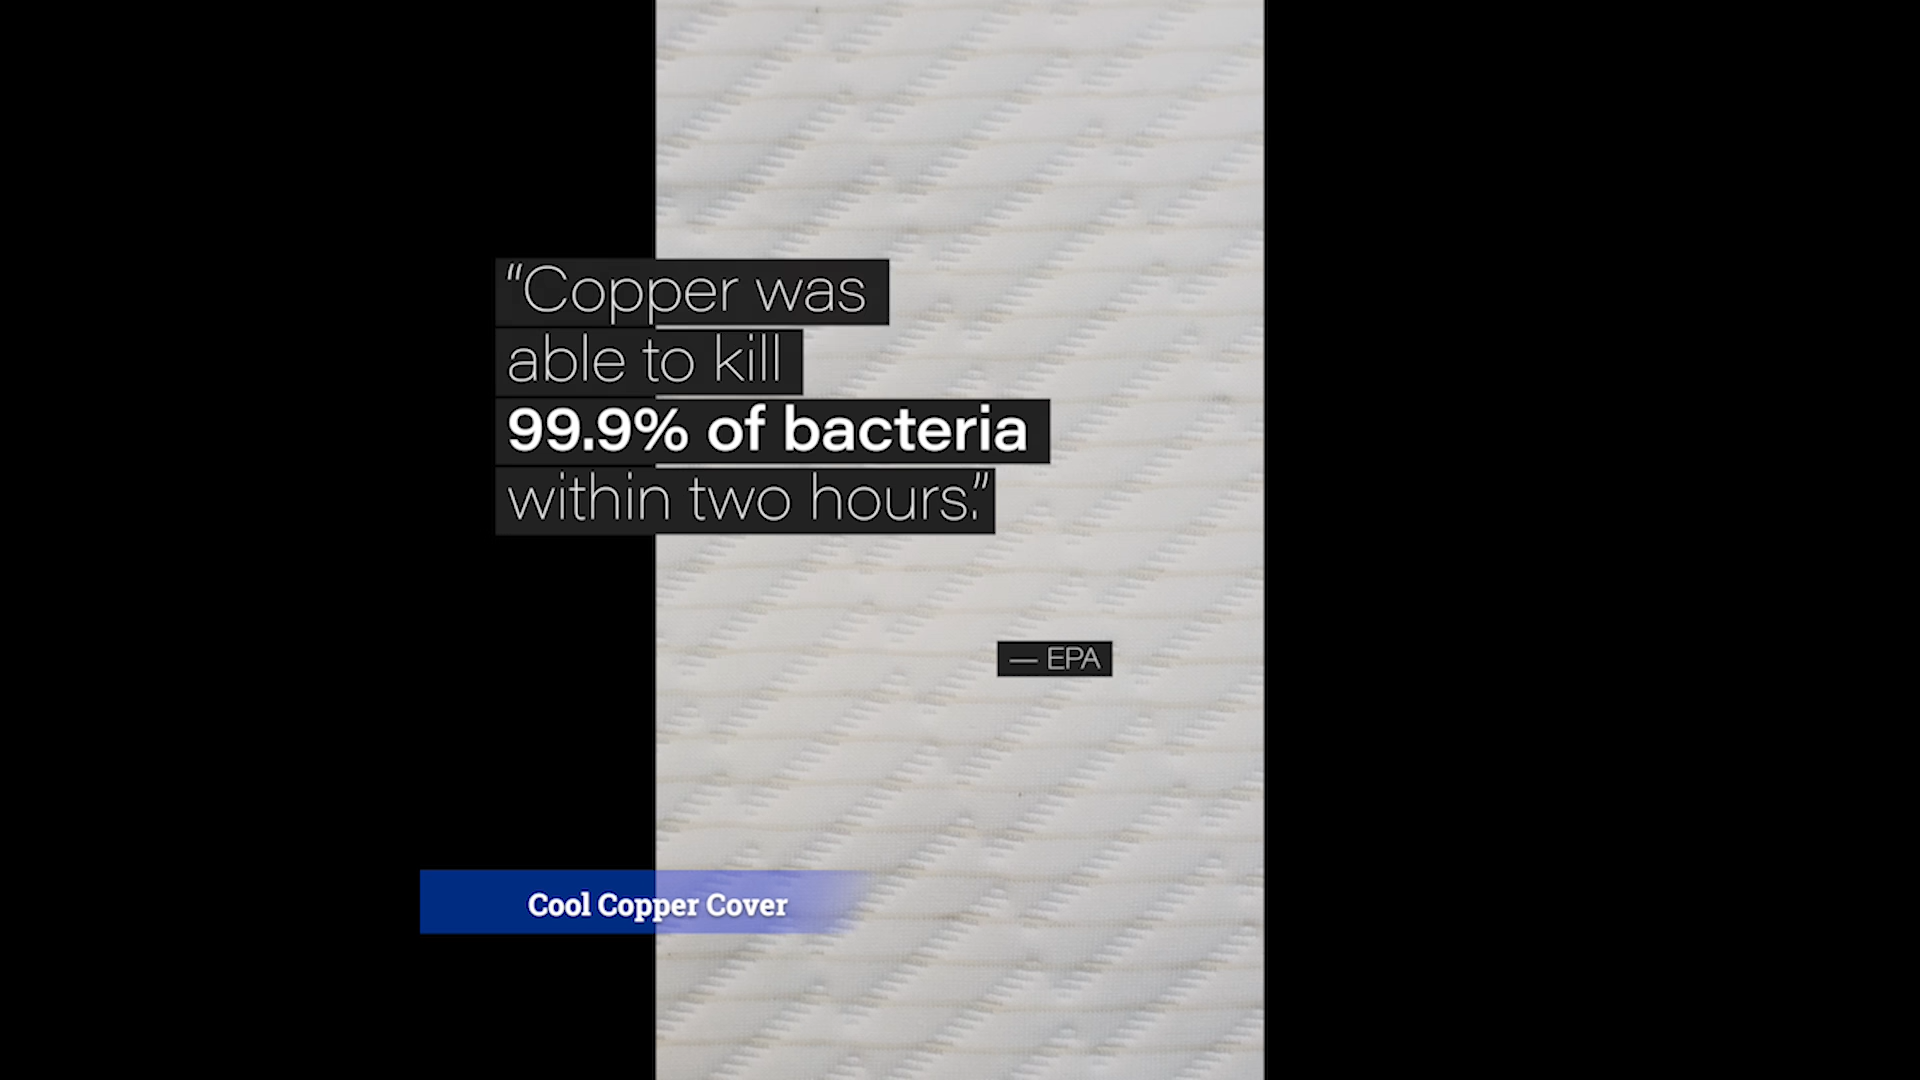 “Copper was
able to kill
99.9% of bacteria
within two hours.”
— EPA
Cool Copper Cover